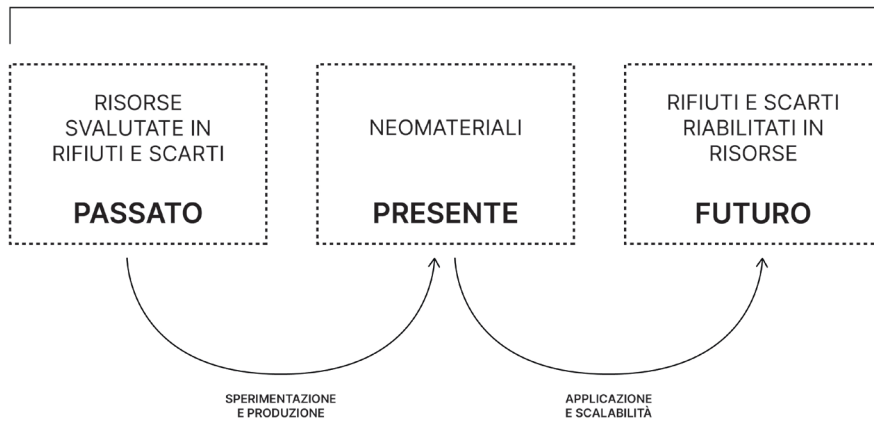 RISORSE
SVALUTATE IN
RIFIUTI E SCARTI
PASSATO
NEOMATERIALI
PRESENTE
RIFIUTI E SCARTI
RIABILITATI IN
RISORSE
FUTURO
SPERIMENTAZIONE
E PRODUZIONE
APPLICAZIONE
E SCALABILITÀ